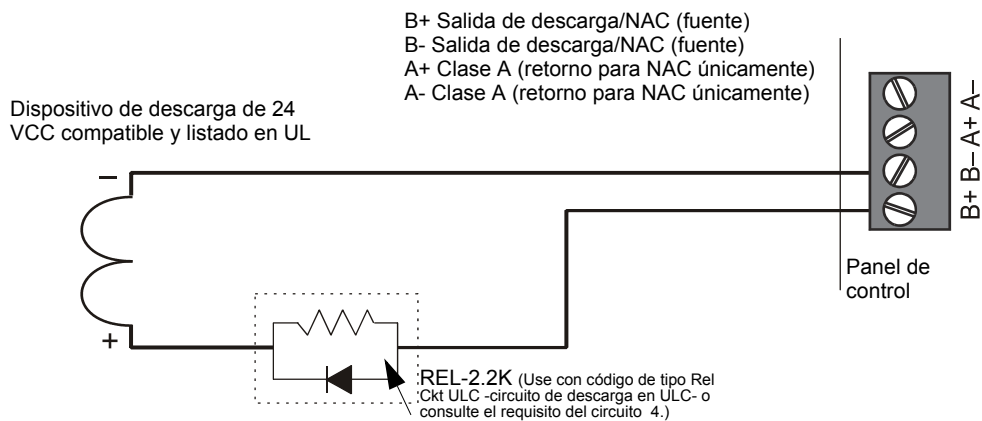 B+ Salida de descarga/NAC (fuente)
B- Salida de descarga/NAC (fuente)
A+ Clase A (retorno para NAC únicamente)
A- Clase A (retorno para NAC únicamente)
Dispositivo de descarga de 24
VCC compatible y listado en UL
–
+
B+ B– A+ A–
Panel de
control
REL-2.2K (Use con código de tipo Rel
Ckt ULC -circuito de descarga en ULC- o
consulte el requisito del circuito 4.)